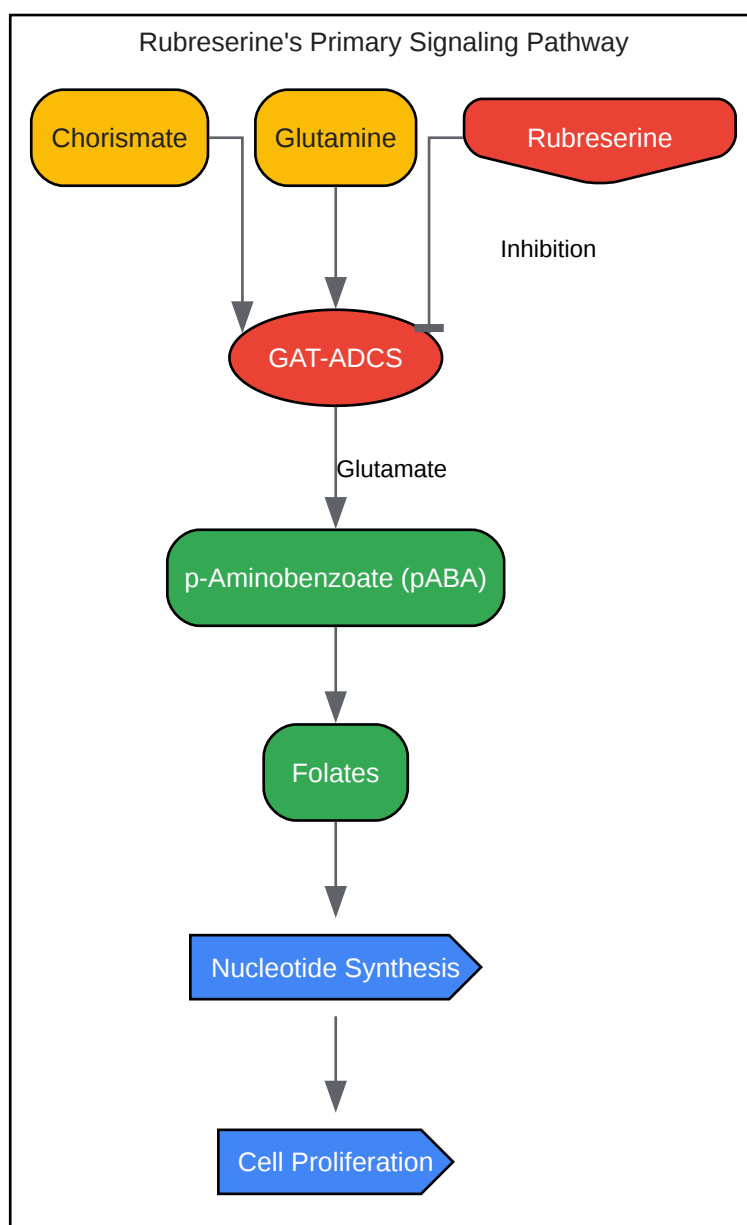 Rubreserine's Primary Signaling Pathway
Chorismate
Glutamine
Rubreserine
Inhibition
GAT-ADCS
Glutamate
p-Aminobenzoate (pABA)
Folates
Nucleotide Synthesis
Cell Proliferation